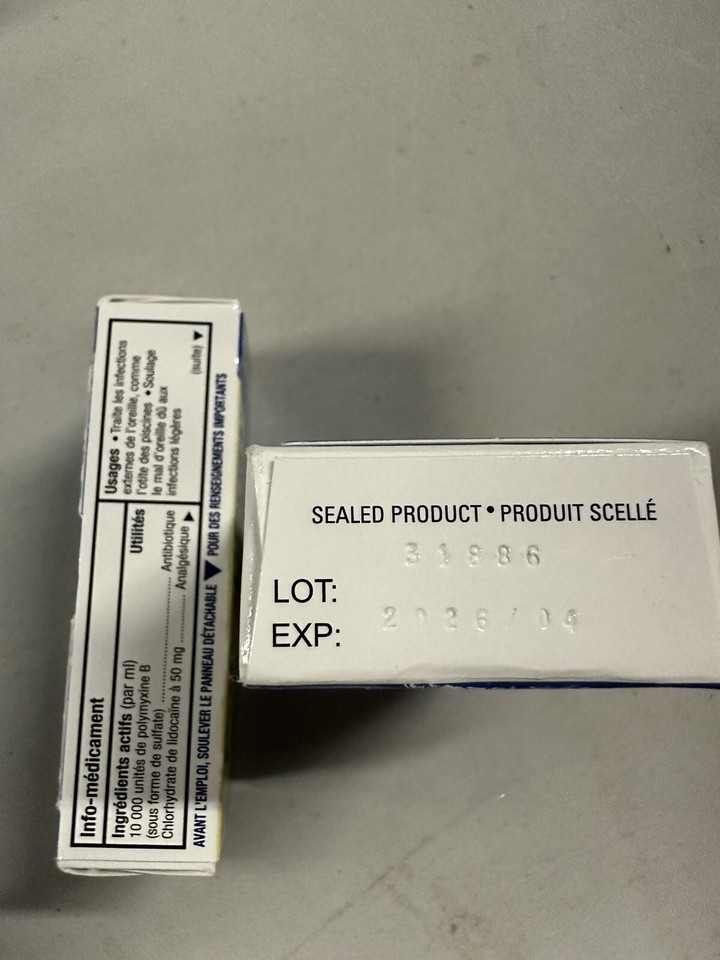 Info-médicament
Ingrédients actifs (par ml) Utilités
10 000 unités de polymyxine B
(sous forme de sulfate) ........................ Antibiotique
Chlorhydrate de lidocaïne à 50 mg ............ Analgésique ▶
Usages • Traite les infections
externes de l'oreille, comme
l'otite des piscines • Soulage
le mal d'oreille dû aux
infections légères
(suite) ▼
AVANT L'EMPLOI, SOULEVER LE PANNEAU DÉTACHABLE ▼ POUR DES RENSEIGNEMENTS IMPORTANTS
SEALED PRODUCT • PRODUIT SCELLÉ
LOT:
EXP: 2026/04